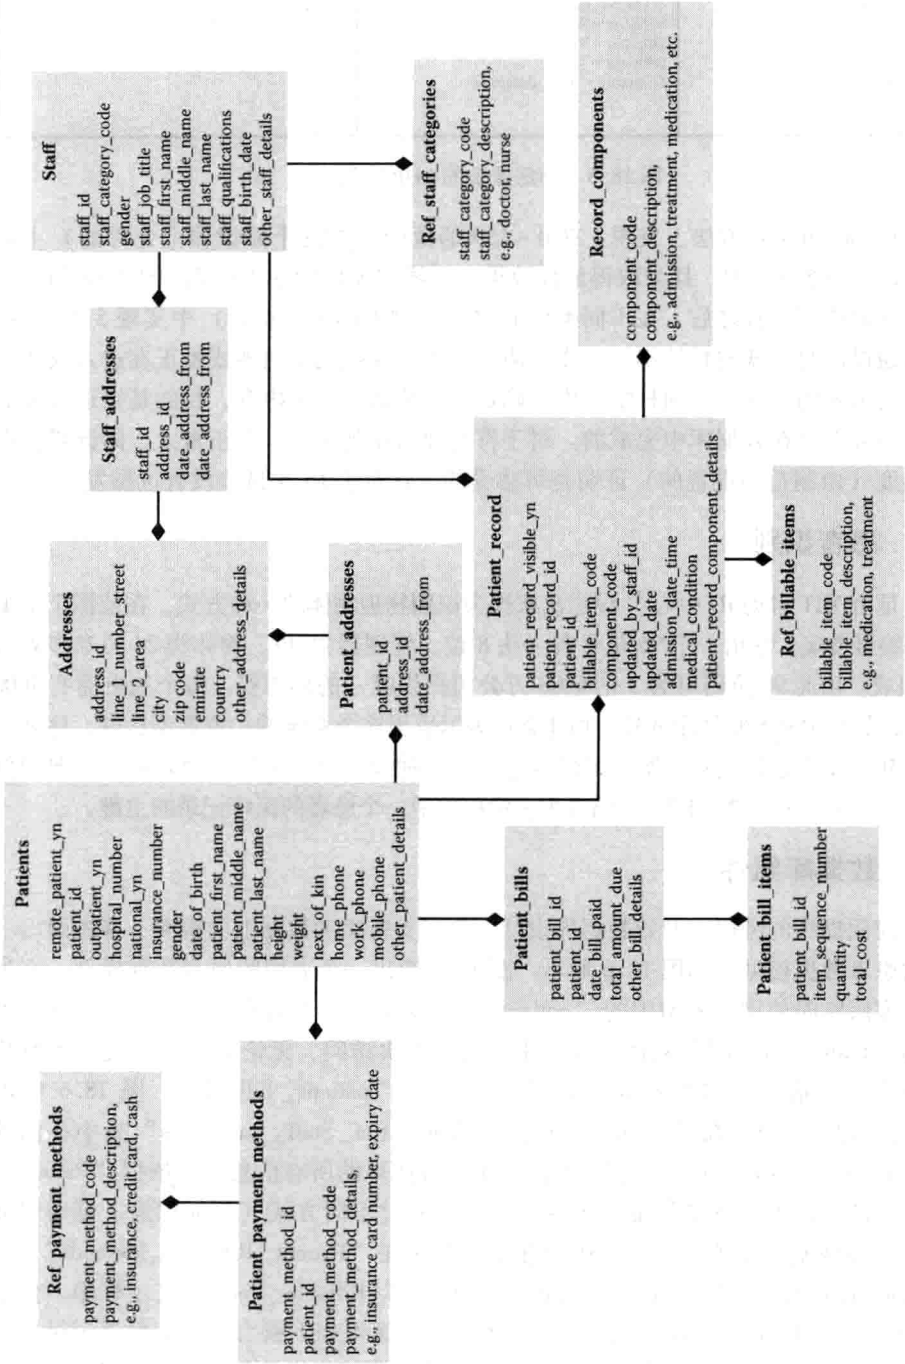 Ref_payment_methods
payment_method_code
payment_method_description,
e.g., insurance, credit card, cash
Patient_payment_methods
payment_method_id
patient_id
payment_method_code
payment_method_details,
e.g., insurance card number, expiry date
Patients
remote_patient_yn
patient_id
outpatient_yn
hospital_number
national_yn
insurance_number
gender
date_of_birth
patient_first_name
patient_middle_name
patient_last_name
height
weight
next_of_kin
home_phone
work_phone
mobile_phone
other_patient_details
Patient_bills
patient_bill_id
patient_id
date_bill_paid
total_amount_due
other_bill_details
Patient_bill_items
patient_bill_id
item_sequence_number
quantity
total_cost
Addresses
address_id
line_1_number_street
line_2_area
city
zip code
emirate
country
other_address_details
Patient_addresses
patient_id
address_id
date_address_from
Patient_record
patient_record_visible_yn
patient_record_id
patient_id
billable_item_code
component_code
updated_by_staff_id
updated_date
admission_date_time
medical_condition
patient_record_component_details
Ref_billable_items
billable_item_code
billable_item_description,
e.g., medication, treatment
Staff_addresses
staff_id
address_id
date_address_from
date_address_from
Staff
staff_id
staff_category_code
gender
staff_job_title
staff_first_name
staff_middle_name
staff_last_name
staff_qualifications
staff_birth_date
other_staff_details
Ref_staff_categories
staff_category_code
staff_category_description,
e.g., doctor, nurse
Record_components
component_code
component_description,
e.g., admission, treatment, medication, etc.